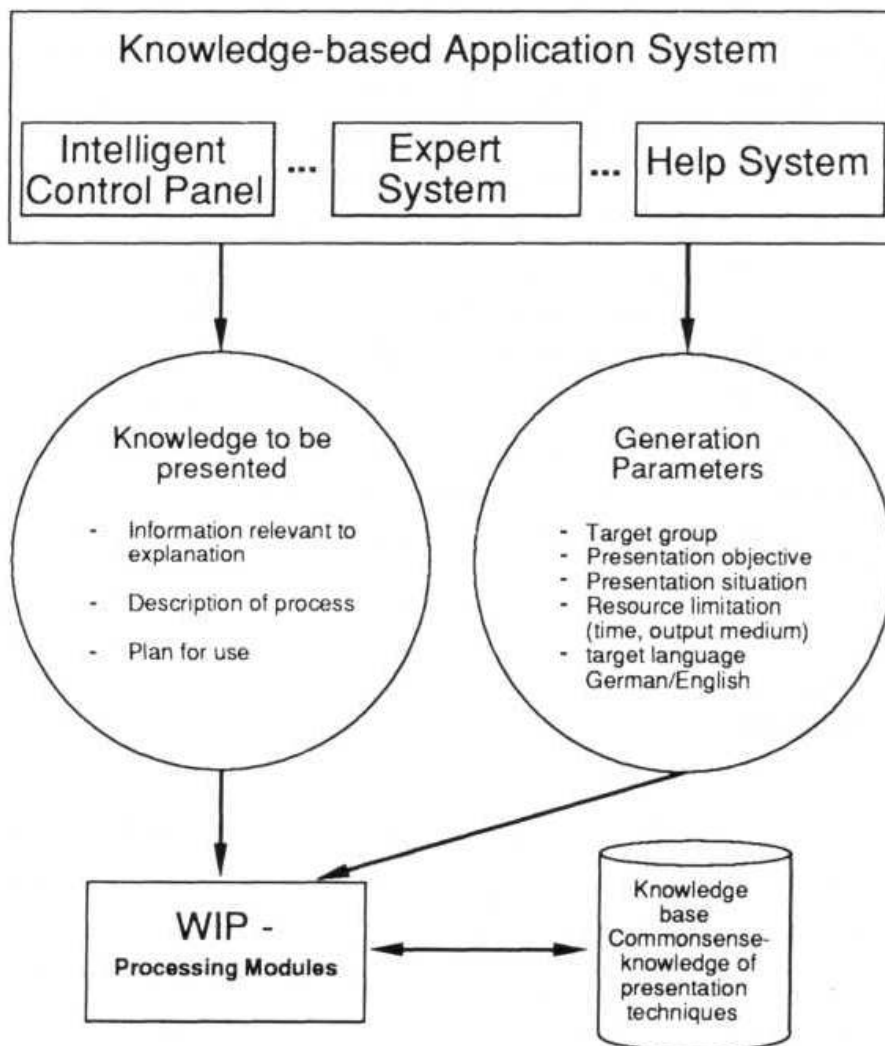 Knowledge-based Application System
Intelligent
Control Panel
...
Expert
System
...
Help System
Knowledge to be
presented
- Information relevant to
explanation
- Description of process
- Plan for use
Generation
Parameters
- Target group
- Presentation objective
- Presentation situation
- Resource limitation
(time, output medium)
- target language
German/English
WIP -
Processing Modules
Knowledge
base
Commonsense-
knowledge of
presentation
techniques